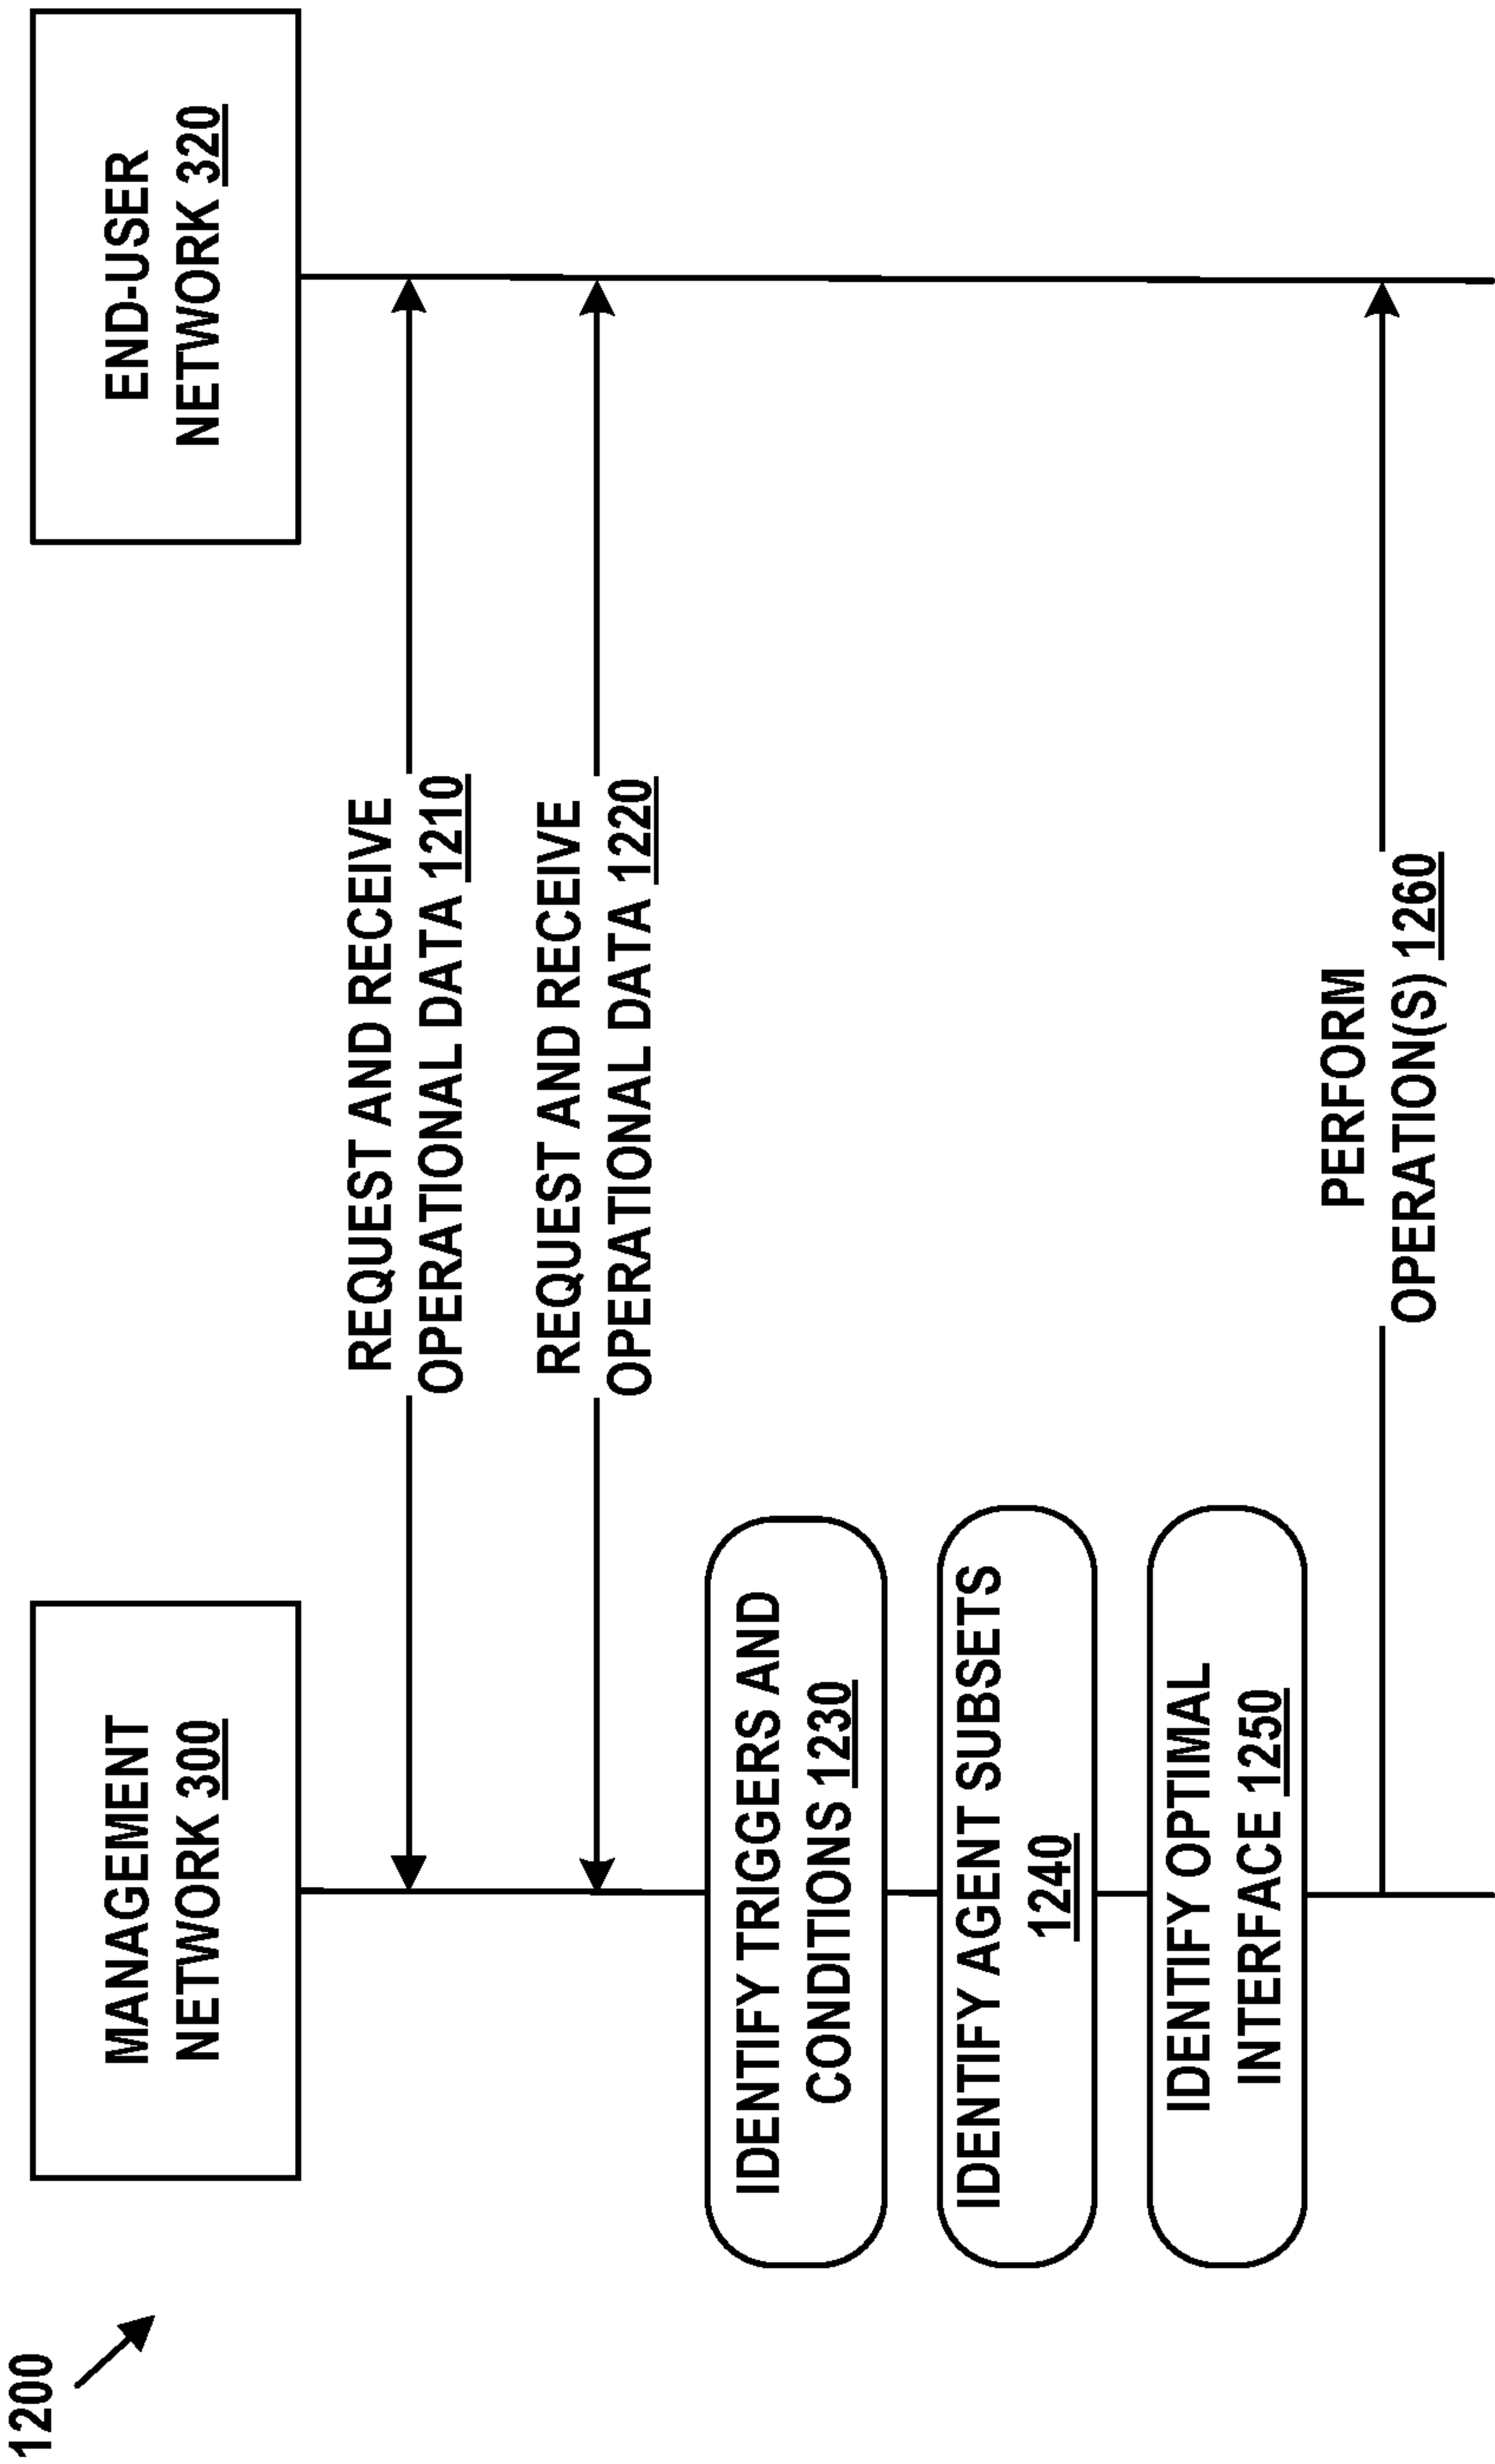 1200
MANAGEMENT
NETWORK 300
END-USER
NETWORK 320
REQUEST AND RECEIVE
OPERATIONAL DATA 1210
REQUEST AND RECEIVE
OPERATIONAL DATA 1220
IDENTIFY TRIGGERS AND
CONDITIONS 1230
IDENTIFY AGENT SUBSETS
1240
IDENTIFY OPTIMAL
INTERFACE 1250
PERFORM
OPERATION(S) 1260